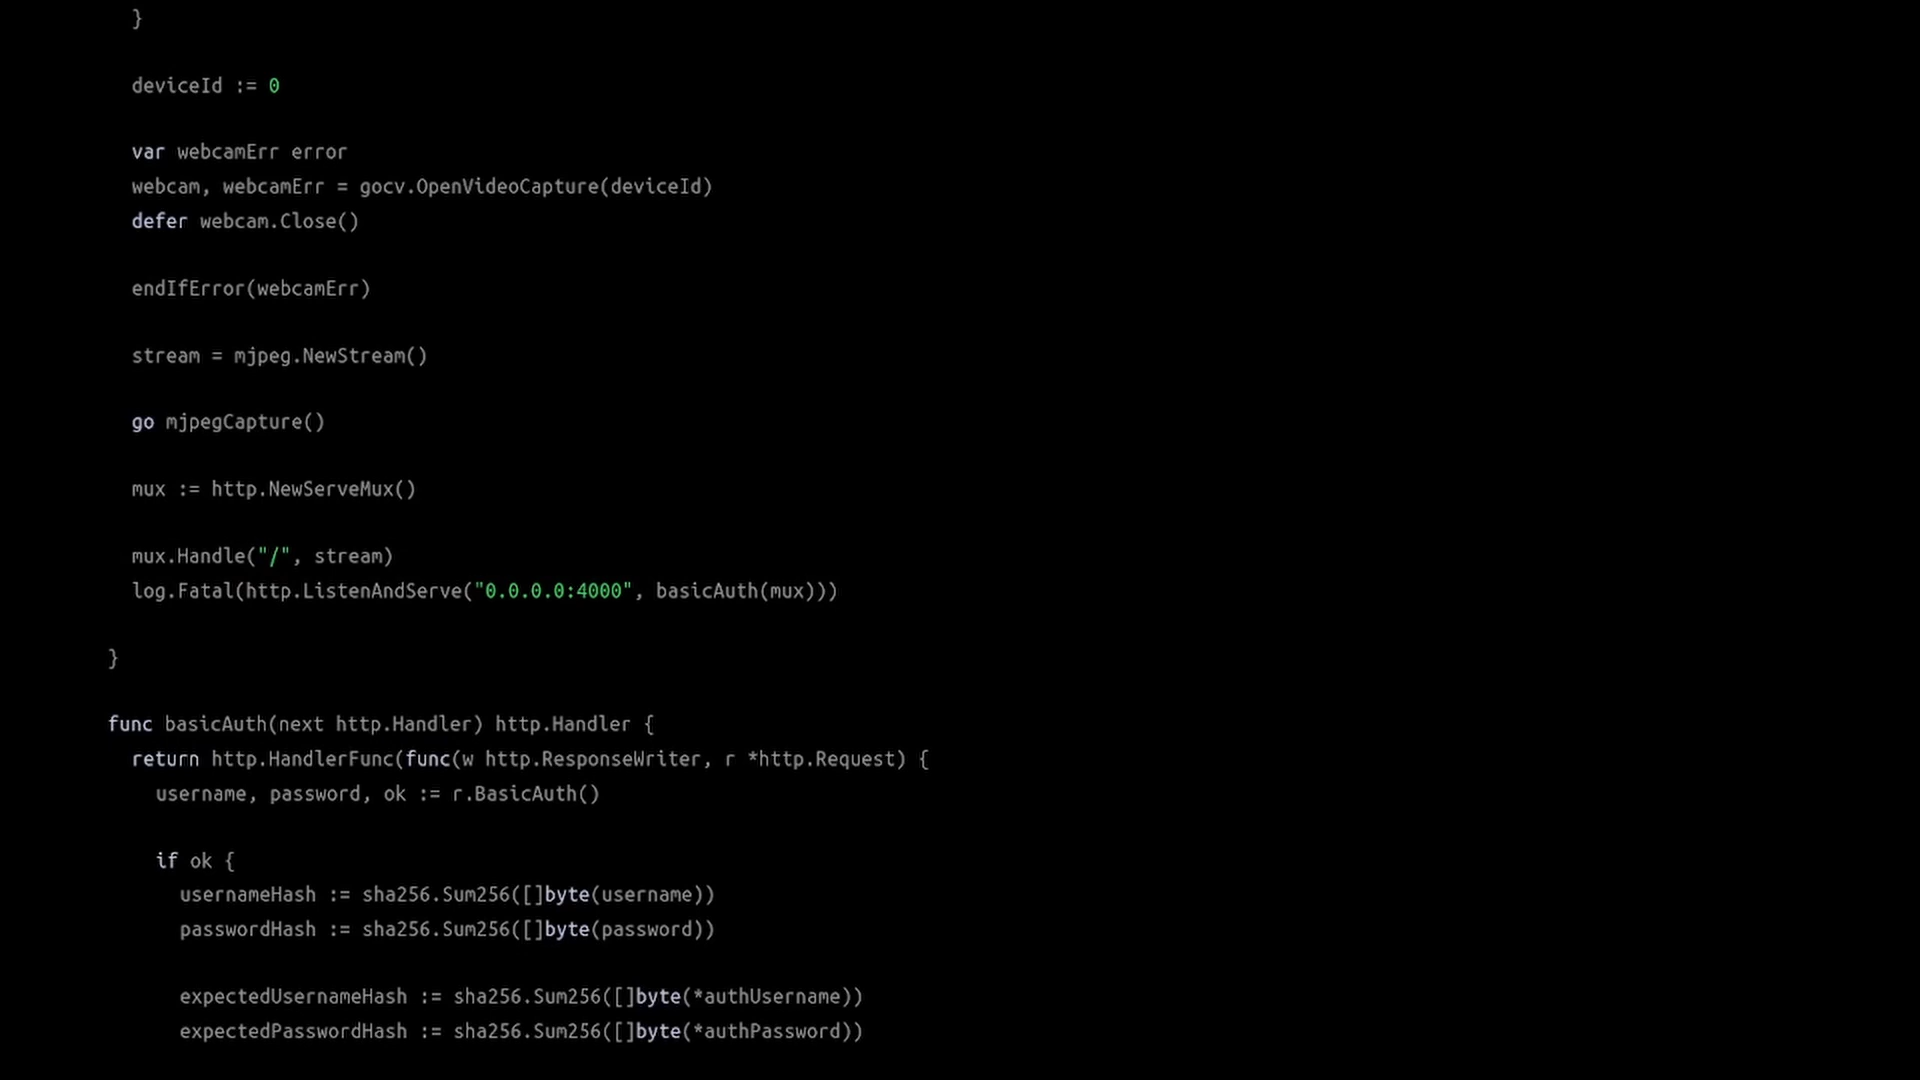 }
deviceId := 0
var webcamErr error
webcam, webcamErr = gocv.OpenVideoCapture(deviceId)
defer webcam.Close()
endIfError(webcamErr)
stream = mjpeg.NewStream()
go mjpegCapture()
mux := http.NewServeMux()
mux.Handle("/", stream)
log.Fatal(http.ListenAndServe("0.0.0.0:4000", basicAuth(mux)))
}
func basicAuth(next http.Handler) http.Handler {
return http.HandlerFunc(func(w http.ResponseWriter, r *http.Request) {
username, password, ok := r.BasicAuth()
if ok {
usernameHash := sha256.Sum256([]byte(username))
passwordHash := sha256.Sum256([]byte(password))
expectedUsernameHash := sha256.Sum256([]byte(*authUsername))
expectedPasswordHash := sha256.Sum256([]byte(*authPassword))